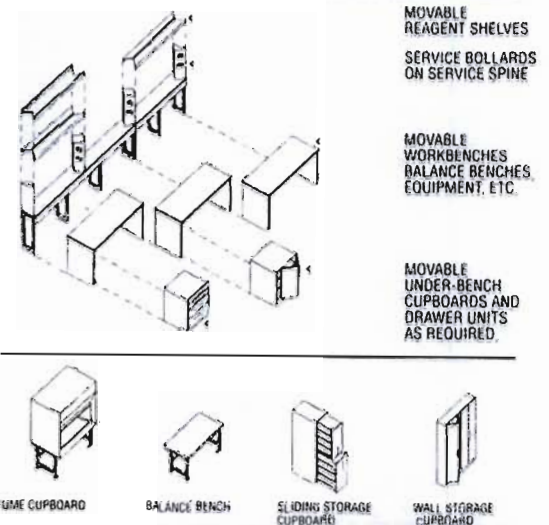 MOVABLE
REAGENT SHELVES
SERVICE BOLLARDS
ON SERVICE SPINE
MOVABLE
WORKBENCHES
BALANCE BENCHES,
EQUIPMENT, ETC.
MOVABLE
UNDER-BENCH
CUPBOARDS AND
DRAWER UNITS
AS REQUIRED.
UME CUPBOARD
BALANCE BENCH
SLIDING STORAGE
CUPBOARD
WALL STORAGE
CUPBOARD